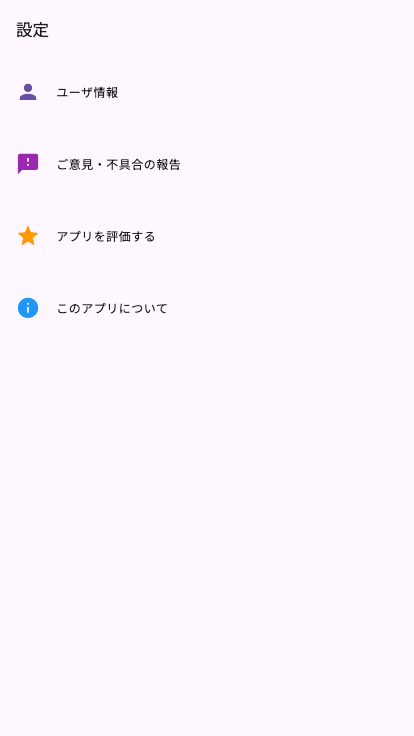 設定
ユーザ情報
ご意見・不具合の報告
アプリを評価する
このアプリについて